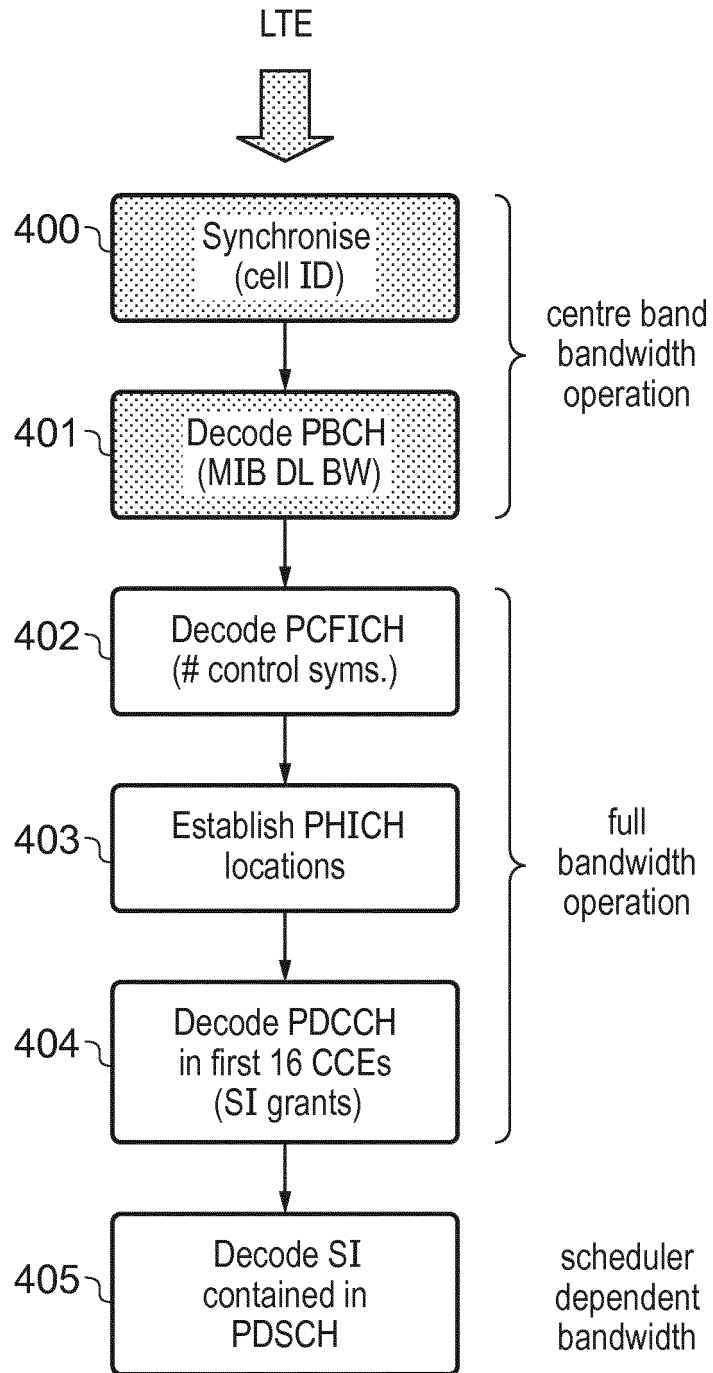 LTE
400
Synchronise
(cell ID)
401
Decode PBCH
(MIB DL BW)
centre band
bandwidth
operation
402
Decode PCFICH
(# control syms.)
403
Establish PHICH
locations
404
Decode PDCCH
in first 16 CCEs
(SI grants)
full
bandwidth
operation
405
Decode SI
contained in
PDSCH
scheduler
dependent
bandwidth